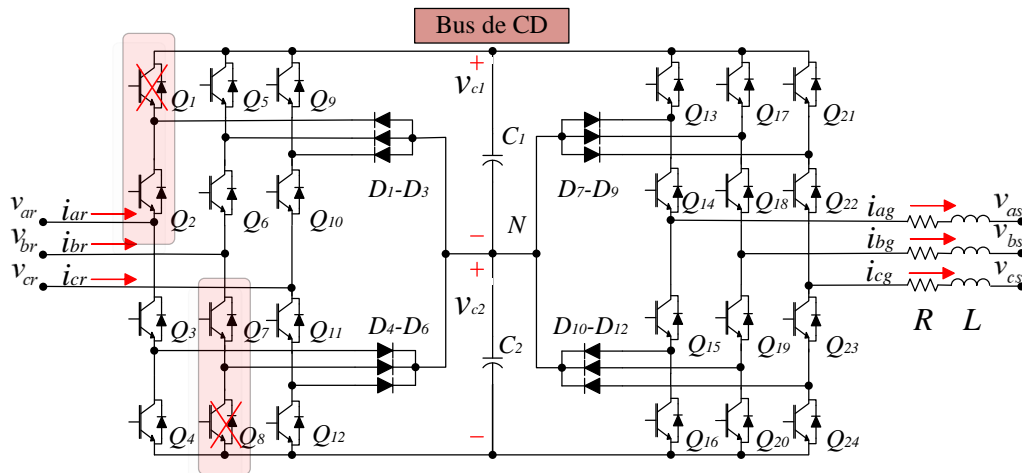 Bus de CD
+
v_c1
Q1
Q5
Q9
Q13
Q17
Q21
C1
D1-D3
D7-D9
Q2
Q6
Q10
Q14
Q18
Q22
v_ar
i_ar
v_br
i_br
v_cr
i_cr
−
N
+
v_c2
i_ag
v_as
i_bg
v_bs
i_cg
v_cs
R
L
Q3
Q7
Q11
D4-D6
D10-D12
Q15
Q19
Q23
C2
Q4
Q8
Q12
−
Q16
Q20
Q24